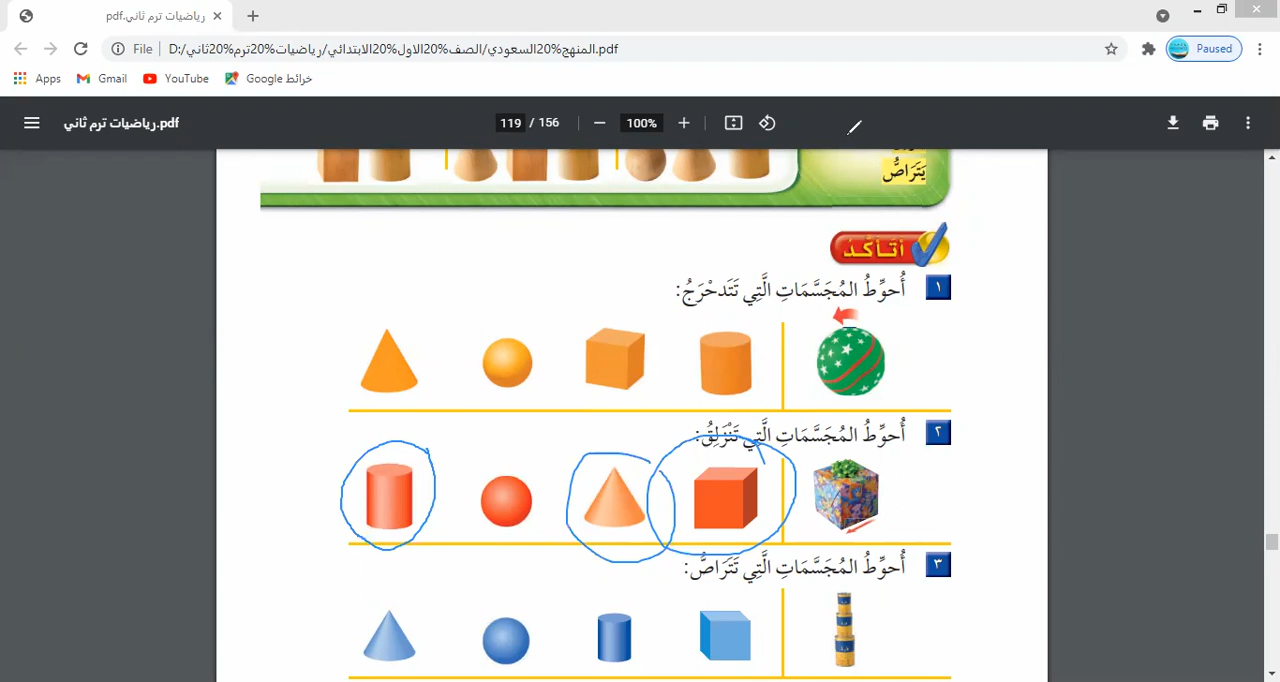 رياضيات ترم ثاني.pdf
File D:/المنهج%20السعودي/الصف%20الاول%20الابتدائي/رياضيات%20ترم%20ثاني.pdf
Paused
Apps Gmail YouTube خرائط Google
رياضيات ترم ثاني.pdf
119 / 156
100%
يَتَرَاصُّ
أَتَأَكَّدُ
١ أُحوِّطُ المُجَسَّمَاتِ الَّتِي تَتَدحْرَجُ:
٢ أُحوِّطُ المُجَسَّمَاتِ الَّتِي تَنْزَلِقُ:
٣ أُحوِّطُ المُجَسَّمَاتِ الَّتِي تَتَرَاصُّ: